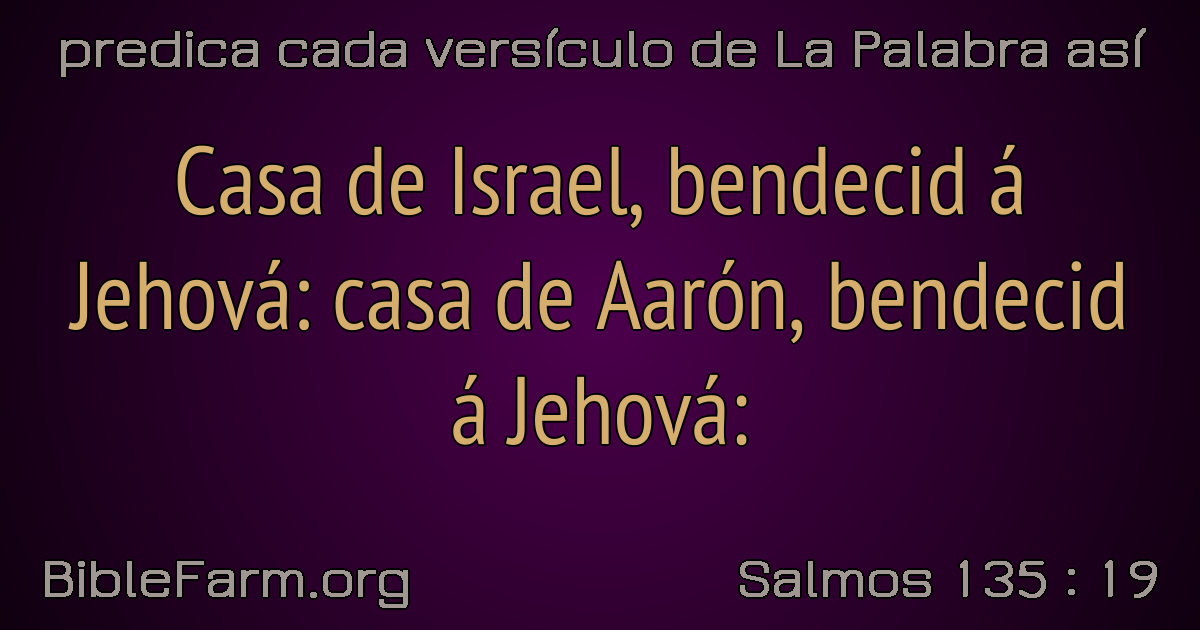 predica cada versículo de La Palabra así
Casa de Israel, bendecid á
Jehová: casa de Aarón, bendecid
á Jehová:
BibleFarm.org
Salmos 135 : 19